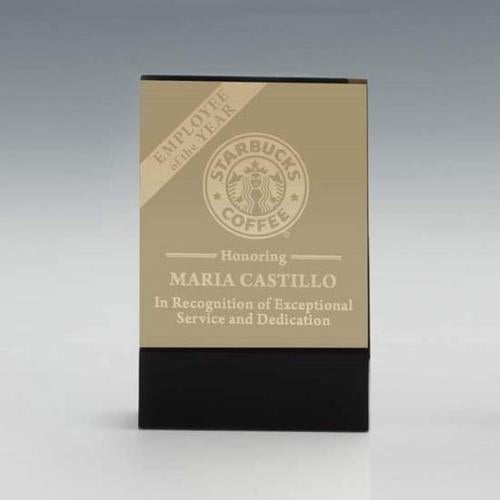 EMPLOYEE
of the YEAR
STARBUCKS
COFFEE
®
Honoring
MARIA CASTILLO
In Recognition of Exceptional
Service and Dedication